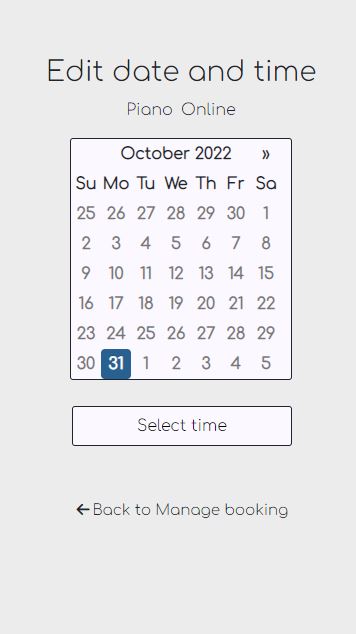 Edit date and time
Piano Online
October 2022 »
Su Mo Tu We Th Fr Sa
25 26 27 28 29 30 1
2 3 4 5 6 7 8
9 10 11 12 13 14 15
16 17 18 19 20 21 22
23 24 25 26 27 28 29
30 31 1 2 3 4 5
Select time
←Back to Manage booking